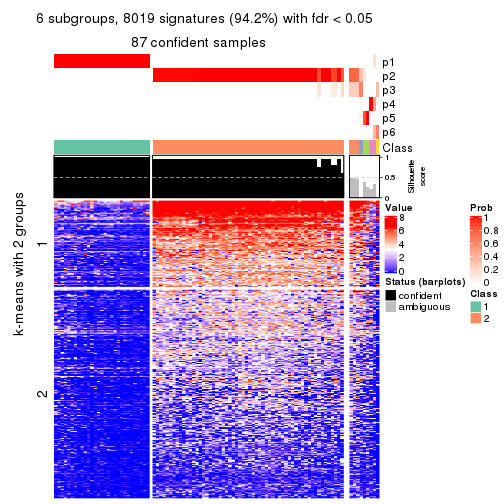 6 subgroups, 8019 signatures (94.2%) with fdr < 0.05
87 confident samples
p1
p2
p3
p4
p5
p6
Class
1
0.5
0
Silhouette
score
k-means with 2 groups
1
2
Value
8
6
4
2
0
Status (barplots)
confident
ambiguous
Prob
1
0.8
0.6
0.4
0.2
0
Class
1
2